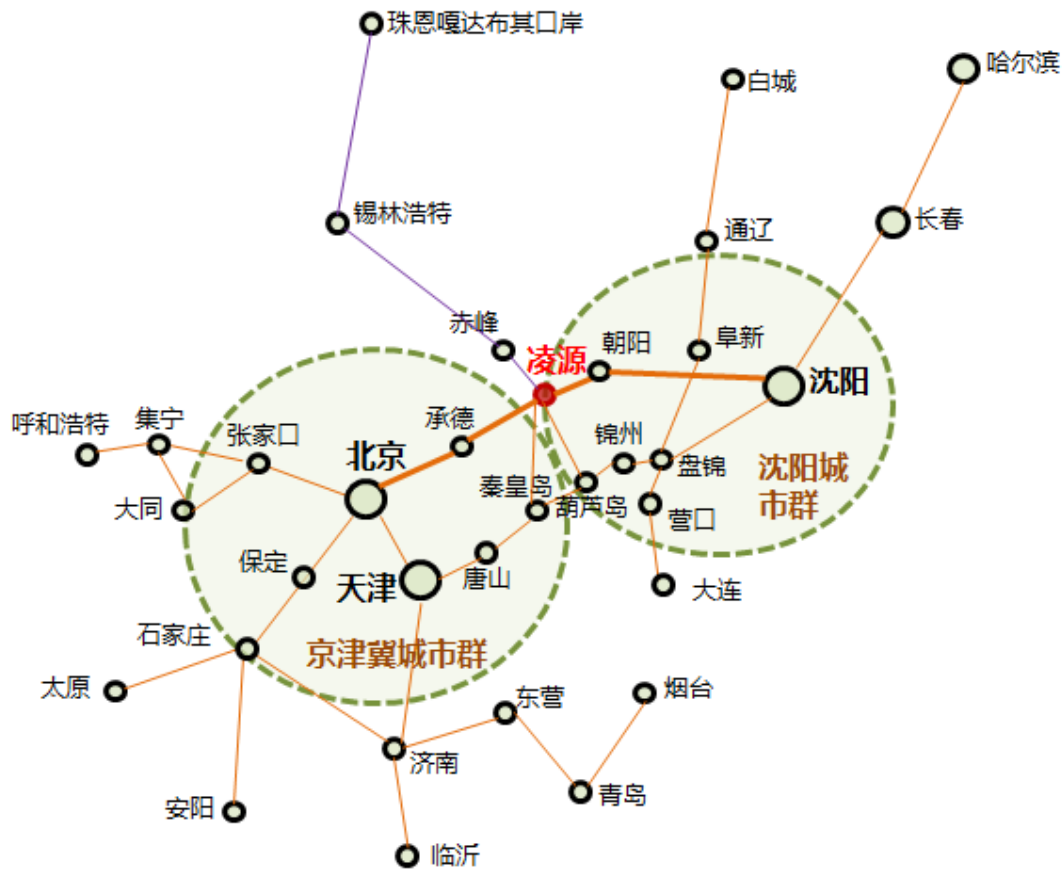 珠恩嘎达布其口岸
哈尔滨
白城
锡林浩特
通辽
长春
赤峰
朝阳
阜新
凌源
沈阳
呼和浩特
集宁
张家口
承德
北京
锦州
盘锦
沈阳城
市群
秦皇岛
葫芦岛
大同
营口
保定
天津
唐山
大连
石家庄
京津冀城市群
太原
东营
烟台
济南
青岛
安阳
临沂